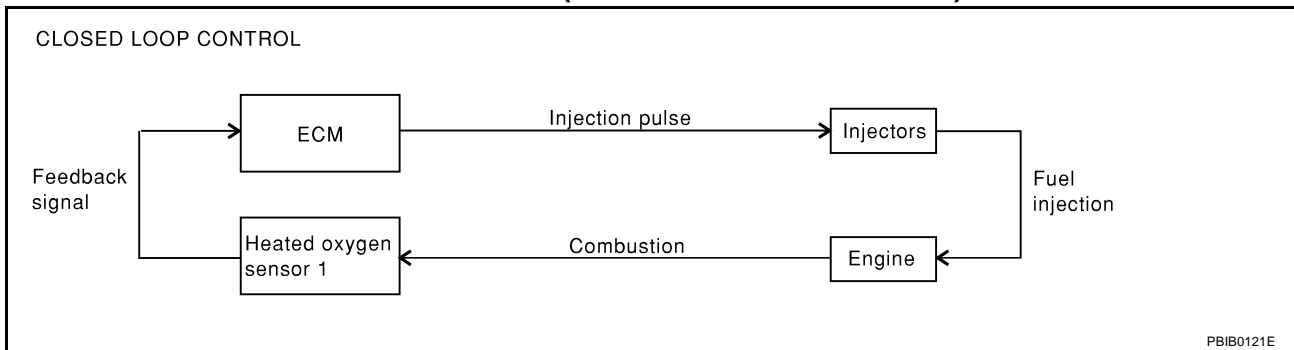 CLOSED LOOP CONTROL
ECM
Injection pulse
Injectors
Feedback
signal
Fuel
injection
Heated oxygen
sensor 1
Combustion
Engine
PBIB0121E